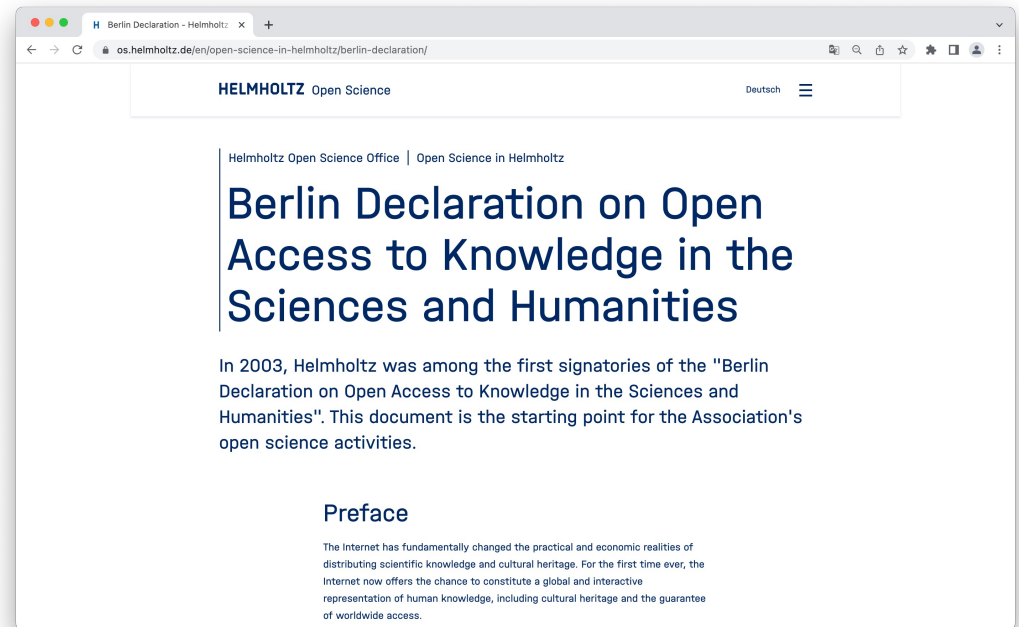 H Berlin Declaration - Helmholtz
os.helmholtz.de/en/open-science-in-helmholtz/berlin-declaration/
HELMHOLTZ Open Science
Deutsch
Helmholtz Open Science Office | Open Science in Helmholtz
Berlin Declaration on Open
Access to Knowledge in the
Sciences and Humanities
In 2003, Helmholtz was among the first signatories of the "Berlin
Declaration on Open Access to Knowledge in the Sciences and
Humanities". This document is the starting point for the Association's
open science activities.
Preface
The Internet has fundamentally changed the practical and economic realities of
distributing scientific knowledge and cultural heritage. For the first time ever, the
Internet now offers the chance to constitute a global and interactive
representation of human knowledge, including cultural heritage and the guarantee
of worldwide access.